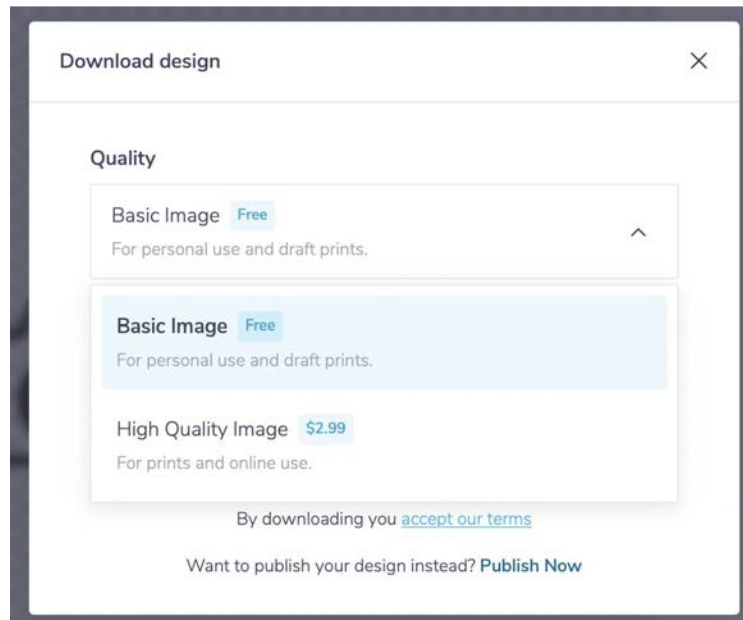 Download design
Quality
Basic Image Free
For personal use and draft prints.
Basic Image Free
For personal use and draft prints.
High Quality Image $2.99
For prints and online use.
By downloading you accept our terms
Want to publish your design instead? Publish Now